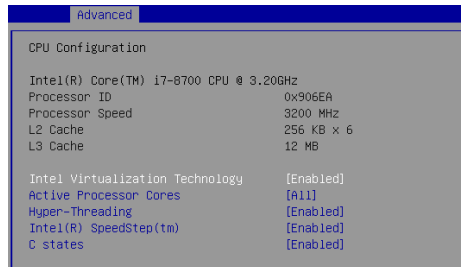 Advanced
CPU Configuration
Intel(R) Core(TM) i7-8700 CPU @ 3.20GHz
Processor ID 0x906EA
Processor Speed 3200 MHz
L2 Cache 256 KB x 6
L3 Cache 12 MB
Intel Virtualization Technology [Enabled]
Active Processor Cores [All]
Hyper-Threading [Enabled]
Intel(R) SpeedStep(tm) [Enabled]
C states [Enabled]